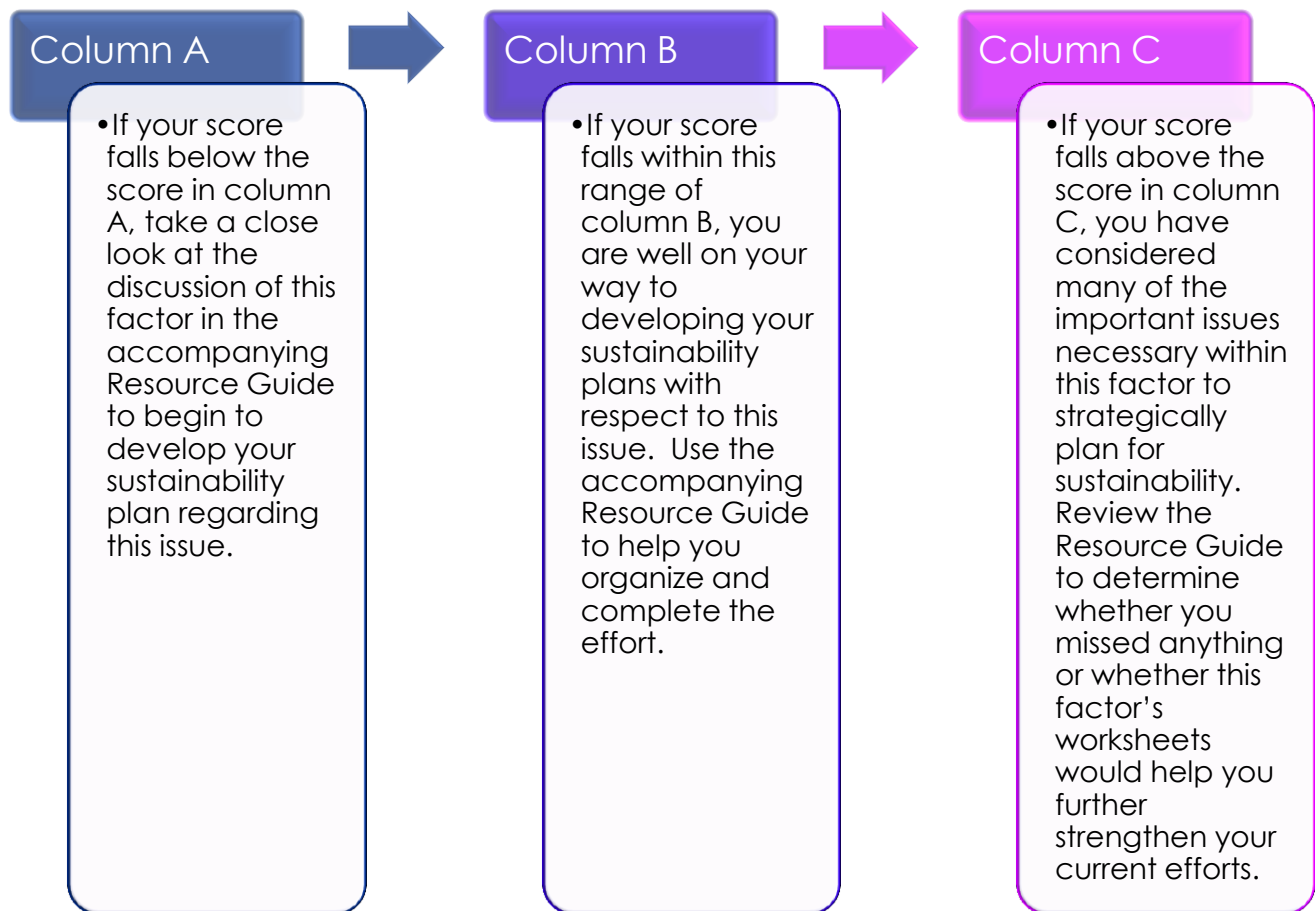 Column A
•If your score
falls below the
score in column
A, take a close
look at the
discussion of this
factor in the
accompanying
Resource Guide
to begin to
develop your
sustainability
plan regarding
this issue.
Column B
•If your score
falls within this
range of
column B, you
are well on your
way to
developing your
sustainability
plans with
respect to this
issue.  Use the
accompanying
Resource Guide
to help you
organize and
complete the
effort.
Column C
•If your score
falls above the
score in column
C, you have
considered
many of the
important issues
necessary within
this factor to
strategically
plan for
sustainability.
Review the
Resource Guide
to determine
whether you
missed anything
or whether this
factor’s
worksheets
would help you
further
strengthen your
current efforts.